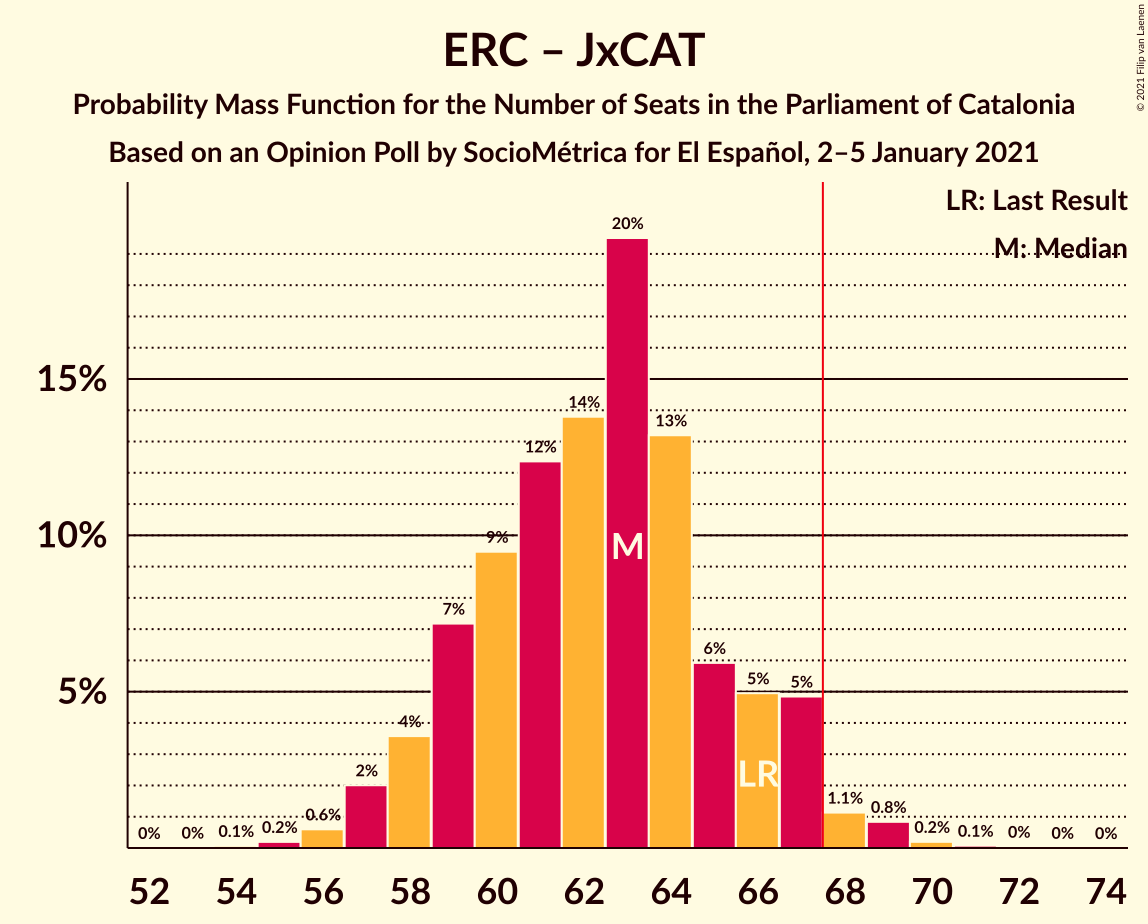 ERC – JxCAT
Probability Mass Function for the Number of Seats in the Parliament of Catalonia
Based on an Opinion Poll by SocioMétrica for El Español, 2–5 January 2021
© 2021 Filip van Laenen
LR: Last Result
M: Median
15%
10%
5%
0%
0%
0.1%
0.2%
0.6%
2%
4%
7%
9%
12%
14%
20%
13%
6%
5%
5%
1.1%
0.8%
0.2%
0.1%
0%
0%
0%
M
LR
52 54 56 58 60 62 64 66 68 70 72 74